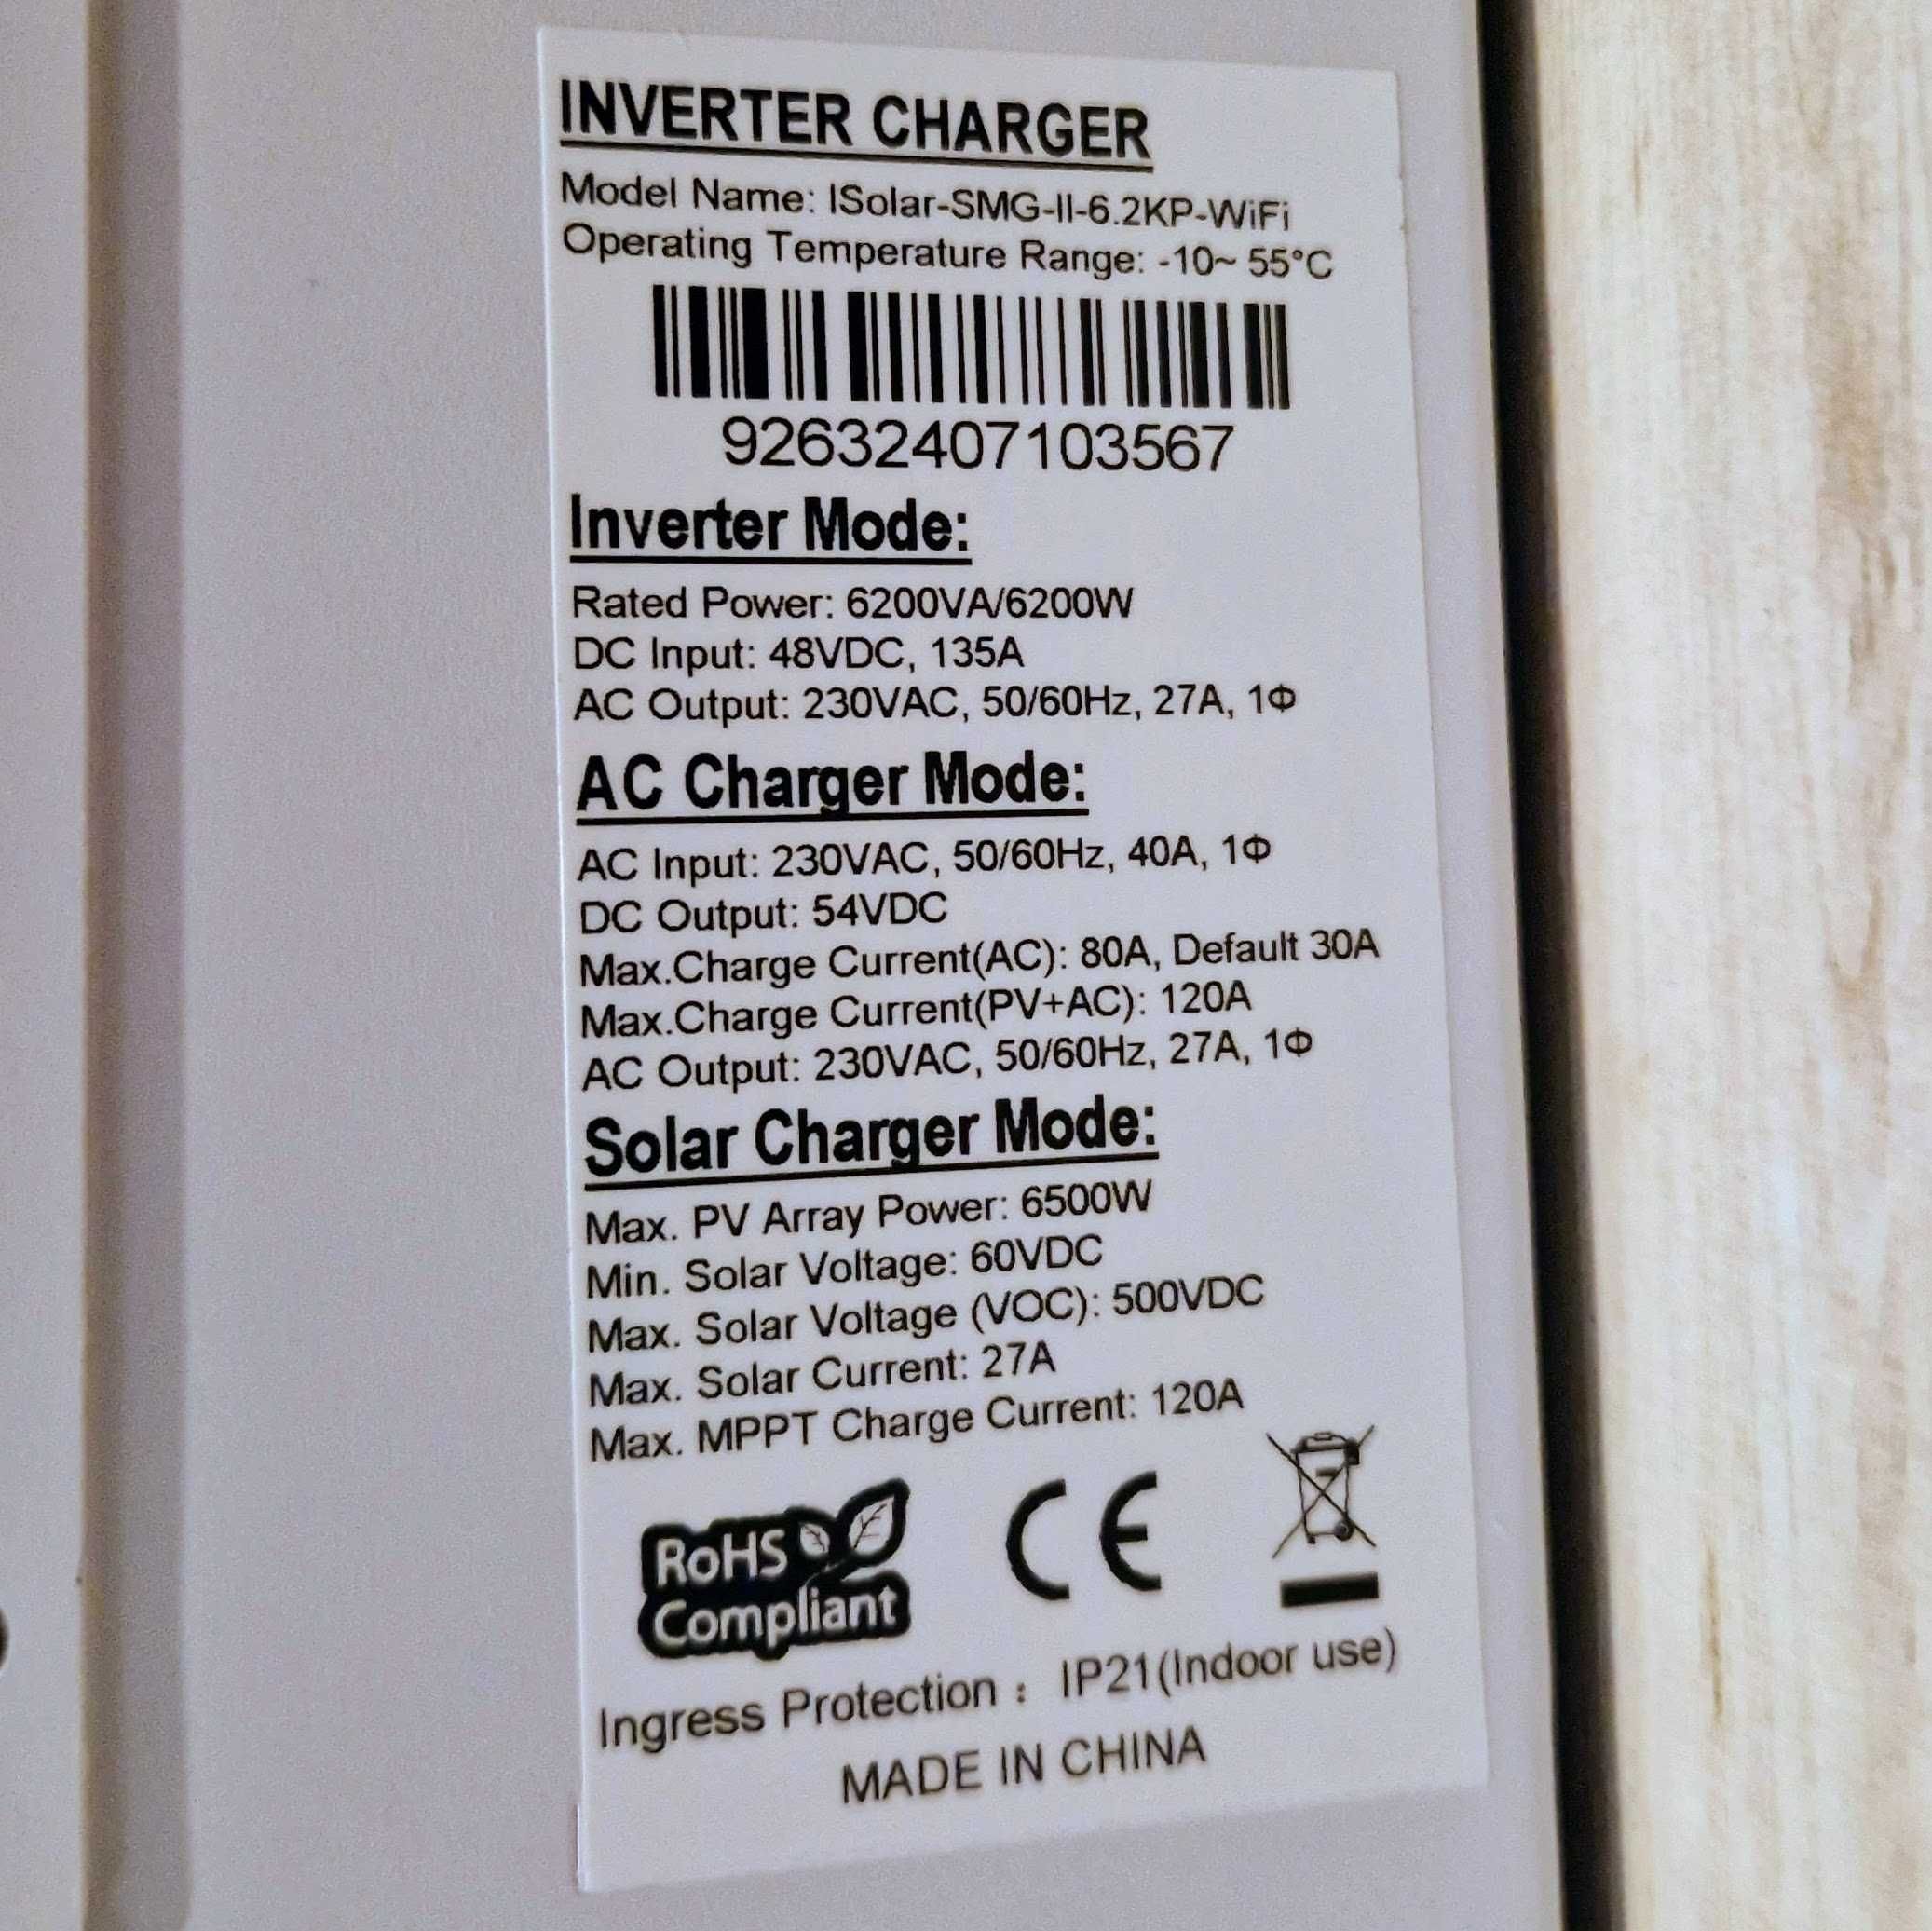 INVERTER CHARGER
Model Name: ISolar-SMG-II-6.2KP-WiFi
Operating Temperature Range: -10~ 55°C
92632407103567
Inverter Mode:
Rated Power: 6200VA/6200W
DC Input: 48VDC, 135A
AC Output: 230VAC, 50/60Hz, 27A, 1Φ
AC Charger Mode:
AC Input: 230VAC, 50/60Hz, 40A, 1Φ
DC Output: 54VDC
Max.Charge Current(AC): 80A, Default 30A
Max.Charge Current(PV+AC): 120A
AC Output: 230VAC, 50/60Hz, 27A, 1Φ
Solar Charger Mode:
Max. PV Array Power: 6500W
Min. Solar Voltage: 60VDC
Max. Solar Voltage (VOC): 500VDC
Max. Solar Current: 27A
Max. MPPT Charge Current: 120A
RoHS
Compliant
CE
Ingress Protection： IP21(Indoor use)
MADE IN CHINA